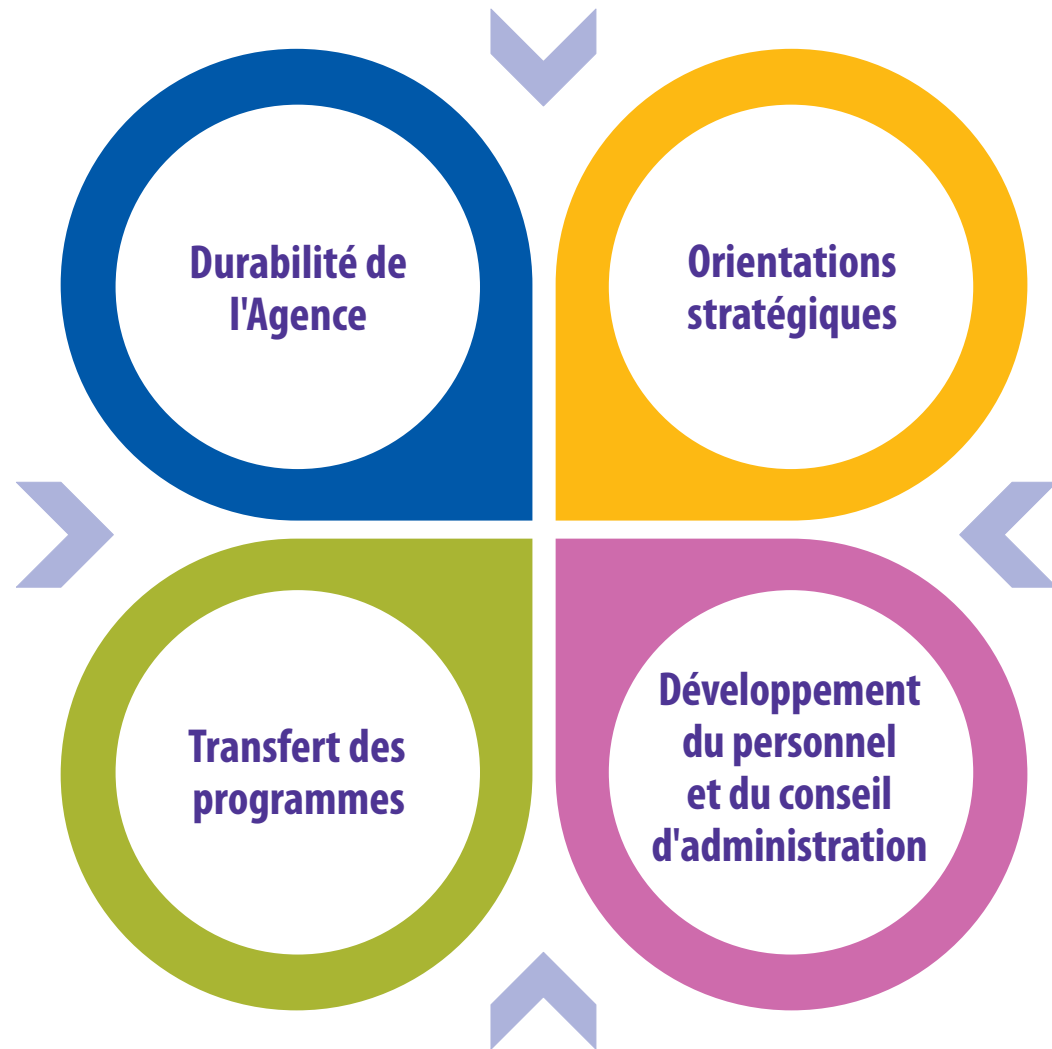 Durabilité de
l'Agence
Orientations
stratégiques
Transfert des
programmes
Développement
du personnel
et du conseil
d'administration